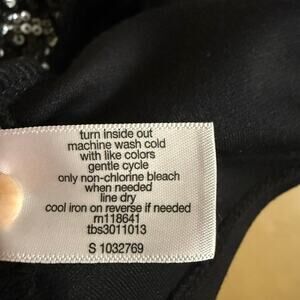 turn inside out
machine wash cold
with like colors
gentle cycle
only non-chlorine bleach
when needed
line dry
cool iron on reverse if needed
rn118641
tbs3011013
S 1032769